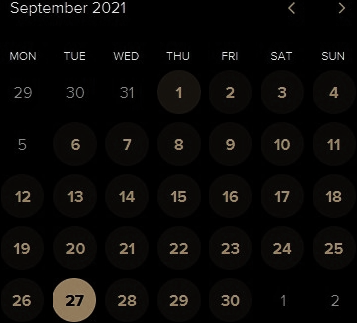 September 2021
MON TUE WED THU FRI SAT SUN
29 30 31 1 2 3 4
5 6 7 8 9 10 11
12 13 14 15 16 17 18
19 20 21 22 23 24 25
26 27 28 29 30 1 2